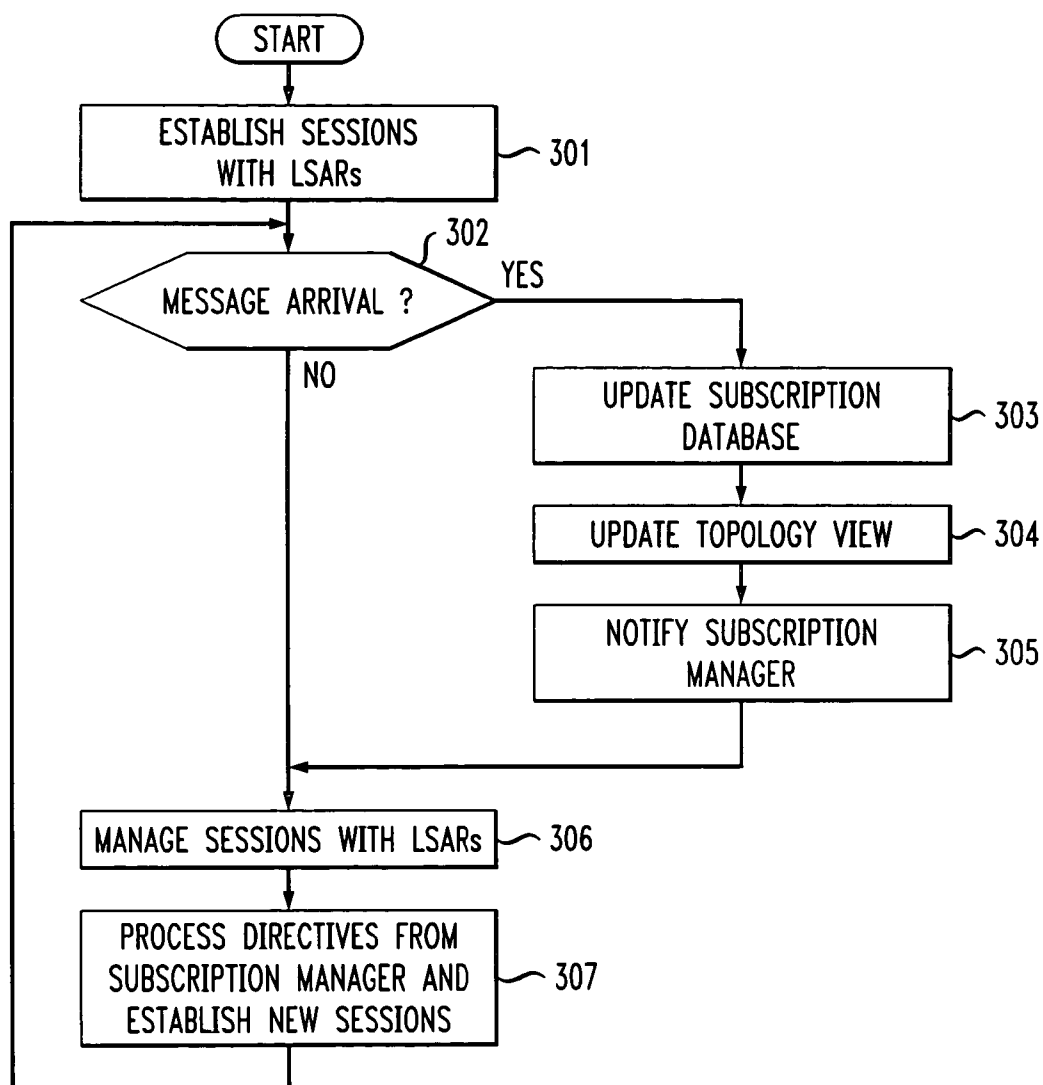 START
ESTABLISH SESSIONS
WITH LSARs
301
302
MESSAGE ARRIVAL ?
YES
NO
UPDATE SUBSCRIPTION
DATABASE
303
UPDATE TOPOLOGY VIEW
304
NOTIFY SUBSCRIPTION
MANAGER
305
MANAGE SESSIONS WITH LSARs
306
PROCESS DIRECTIVES FROM
SUBSCRIPTION MANAGER AND
ESTABLISH NEW SESSIONS
307